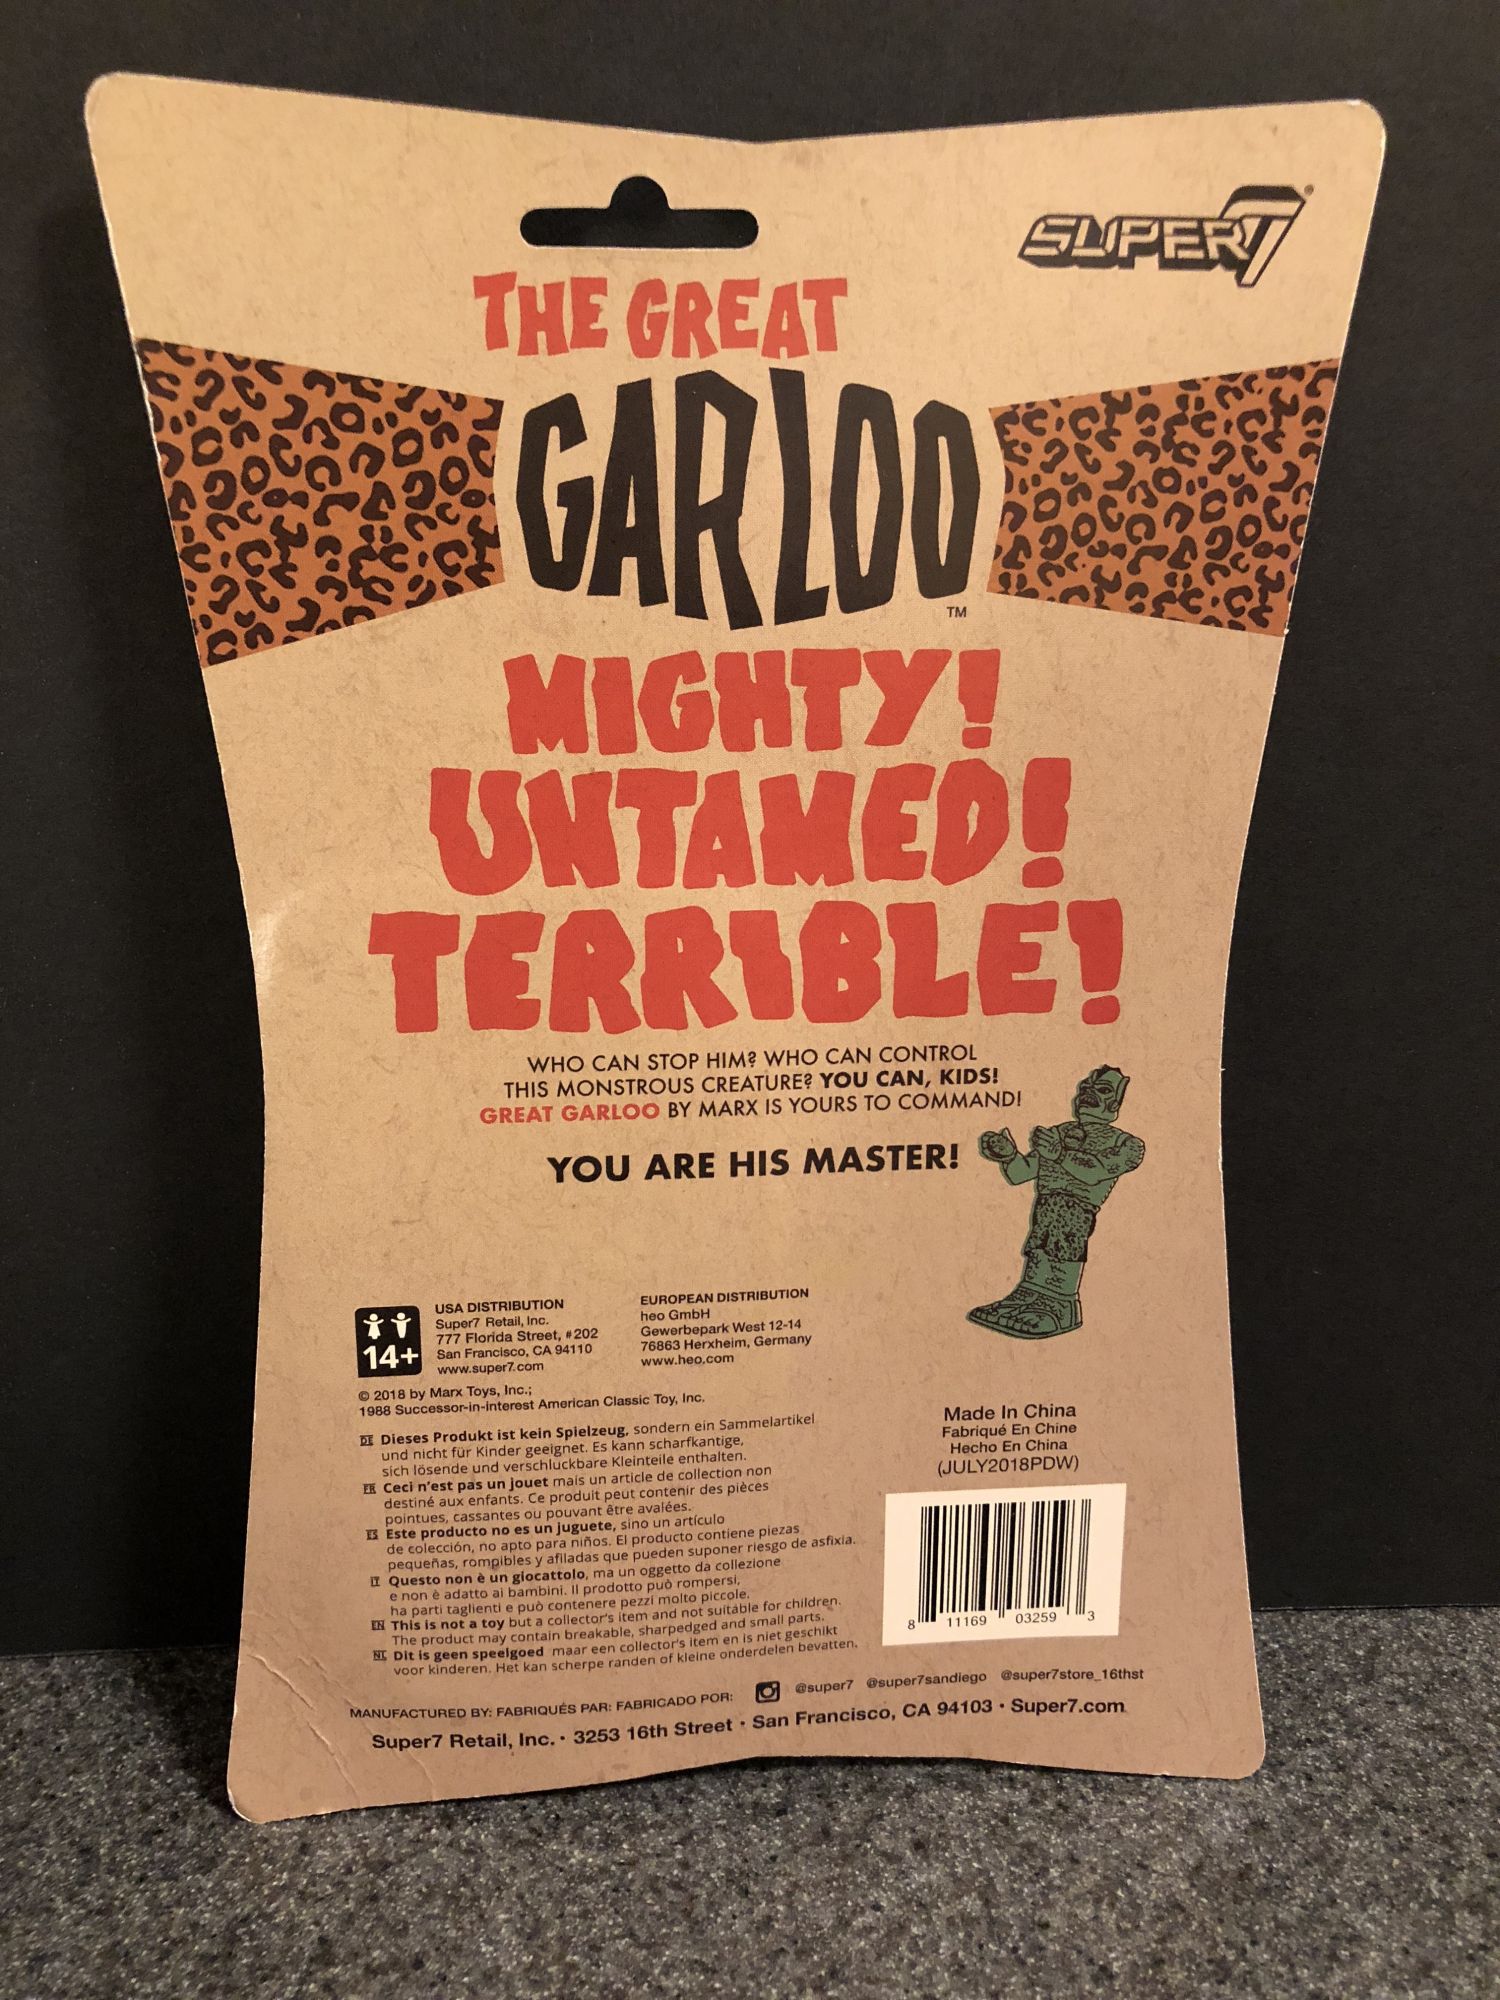 SUPER7®
THE GREAT
GARLOO
™
MIGHTY!
UNTAMED!
TERRIBLE!
WHO CAN STOP HIM? WHO CAN CONTROL
THIS MONSTROUS CREATURE? YOU CAN, KIDS!
GREAT GARLOO BY MARX IS YOURS TO COMMAND!
YOU ARE HIS MASTER!
14+
USA DISTRIBUTION
Super7 Retail, Inc.
777 Florida Street, #202
San Francisco, CA 94110
www.super7.com
EUROPEAN DISTRIBUTION
heo GmbH
Gewerbepark West 12-14
76863 Herxheim, Germany
www.heo.com
© 2018 by Marx Toys, Inc.;
1988 Successor-in-interest American Classic Toy, Inc.
DE Dieses Produkt ist kein Spielzeug, sondern ein Sammelartikel
und nicht für Kinder geeignet. Es kann scharfkantige,
sich lösende und verschluckbare Kleinteile enthalten.
FR Ceci n'est pas un jouet mais un article de collection non
destiné aux enfants. Ce produit peut contenir des pièces
pointues, cassantes ou pouvant être avalées.
ES Este producto no es un juguete, sino un artículo
de colección, no apto para niños. El producto contiene piezas
pequeñas, rompibles y afiladas que pueden suponer riesgo de asfixia.
IT Questo non è un giocattolo, ma un oggetto da collezione
e non è adatto ai bambini. Il prodotto può rompersi,
ha parti taglienti e può contenere pezzi molto piccole.
EN This is not a toy but a collector's item and not suitable for children.
The product may contain breakable, sharpedged and small parts.
NL Dit is geen speelgoed maar een collector's item en is niet geschikt
voor kinderen. Het kan scherpe randen of kleine onderdelen bevatten.
Made In China
Fabriqué En Chine
Hecho En China
(JULY2018PDW)
8 11169 03259 3
MANUFACTURED BY: FABRIQUÉS PAR: FABRICADO POR:
@super7 @super7sandiego @super7store_16thst
Super7 Retail, Inc. • 3253 16th Street • San Francisco, CA 94103 • Super7.com